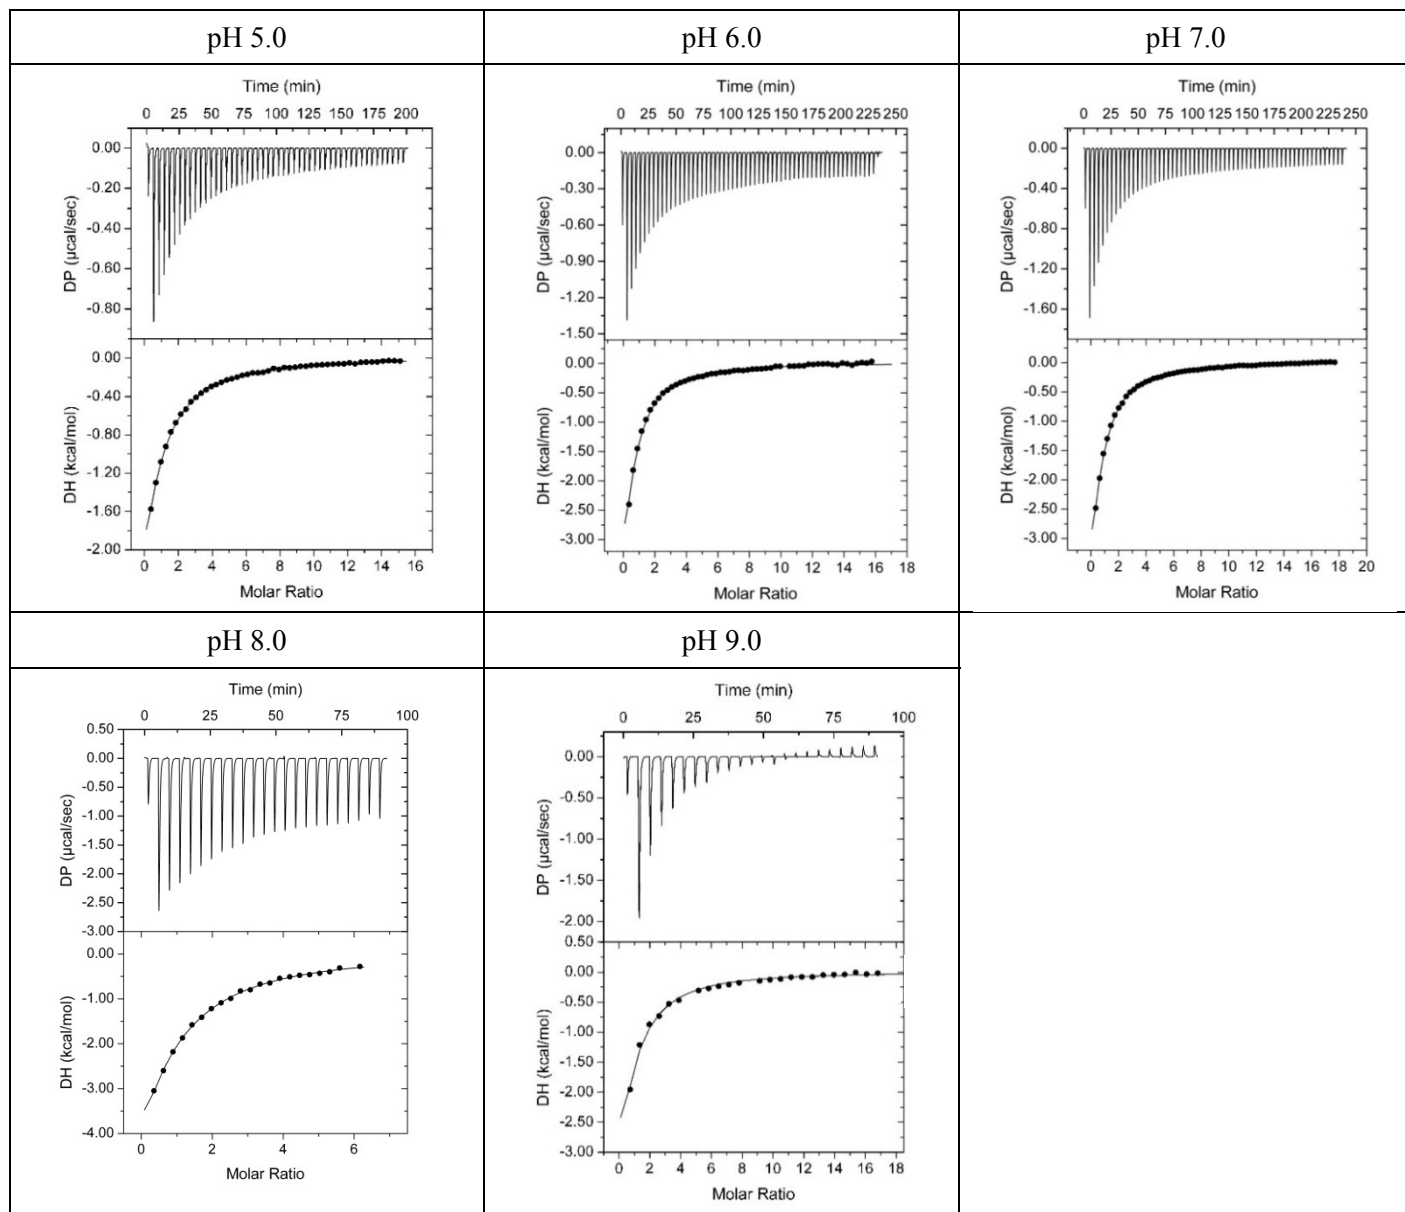 pH 5.0
pH 6.0
pH 7.0
Time (min)
0 25 50 75 100 125 150 175 200
0.00
-0.20
-0.40
-0.60
-0.80
DP (µcal/sec)
0.00
-0.40
-0.80
-1.20
-1.60
-2.00
DH (kcal/mol)
0 2 4 6 8 10 12 14 16
Molar Ratio
Time (min)
0 25 50 75 100 125 150 175 200 225 250
0.00
-0.30
-0.60
-0.90
-1.20
-1.50
DP (µcal/sec)
0.00
-0.50
-1.00
-1.50
-2.00
-2.50
-3.00
DH (kcal/mol)
0 2 4 6 8 10 12 14 16 18
Molar Ratio
Time (min)
0 25 50 75 100 125 150 175 200 225 250
0.00
-0.40
-0.80
-1.20
-1.60
DP (µcal/sec)
0.00
-0.50
-1.00
-1.50
-2.00
-2.50
-3.00
DH (kcal/mol)
0 2 4 6 8 10 12 14 16 18 20
Molar Ratio
pH 8.0
pH 9.0
Time (min)
0 25 50 75 100
0.50
0.00
-0.50
-1.00
-1.50
-2.00
-2.50
-3.00
DP (µcal/sec)
0.00
-1.00
-2.00
-3.00
-4.00
DH (kcal/mol)
0 2 4 6
Molar Ratio
Time (min)
0 25 50 75 100
0.00
-0.50
-1.00
-1.50
-2.00
DP (µcal/sec)
0.50
0.00
-0.50
-1.00
-1.50
-2.00
-2.50
-3.00
DH (kcal/mol)
0 2 4 6 8 10 12 14 16 18
Molar Ratio